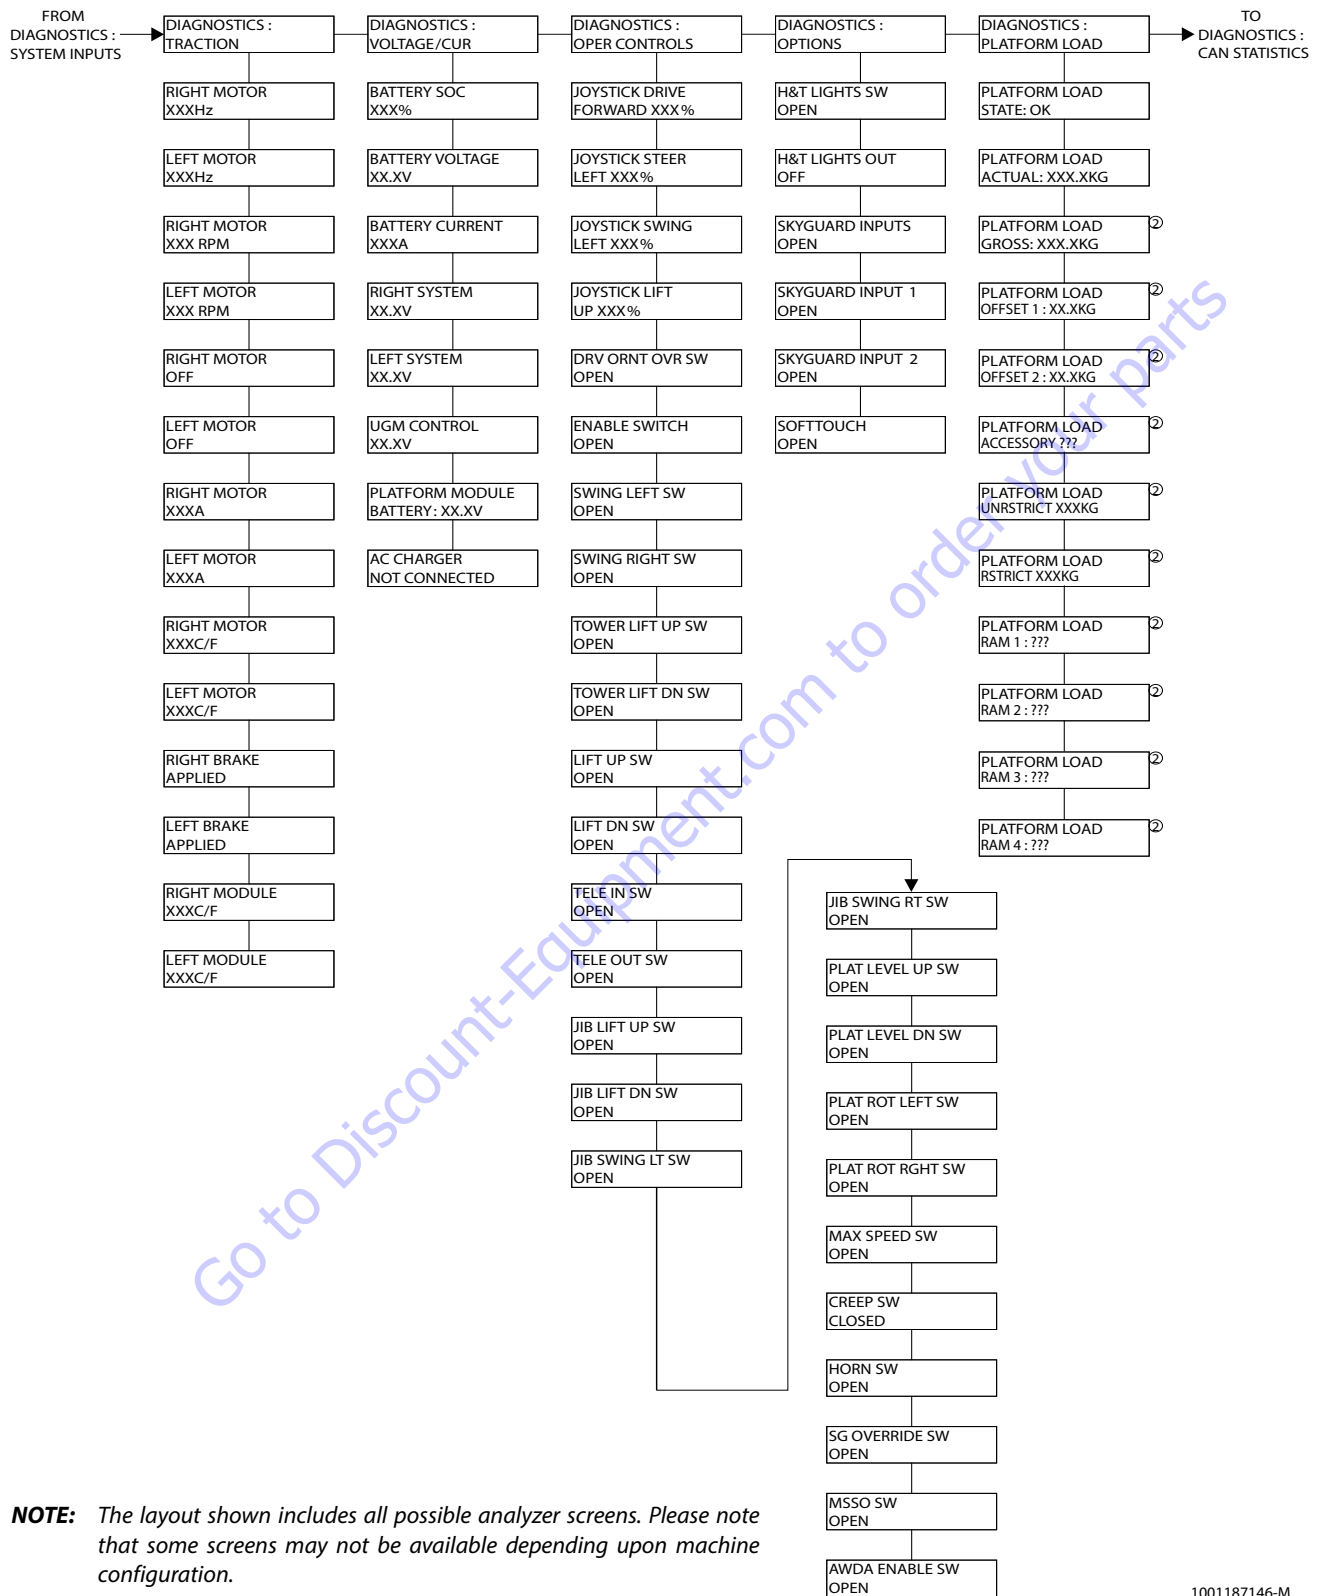 FROM
DIAGNOSTICS :
SYSTEM INPUTS
DIAGNOSTICS :
TRACTION
RIGHT MOTOR
XXXHz
LEFT MOTOR
XXXHz
RIGHT MOTOR
XXX RPM
LEFT MOTOR
XXX RPM
RIGHT MOTOR
OFF
LEFT MOTOR
OFF
RIGHT MOTOR
XXXA
LEFT MOTOR
XXXA
RIGHT MOTOR
XXXC/F
LEFT MOTOR
XXXC/F
RIGHT BRAKE
APPLIED
LEFT BRAKE
APPLIED
RIGHT MODULE
XXXC/F
LEFT MODULE
XXXC/F
DIAGNOSTICS :
VOLTAGE/CUR
BATTERY SOC
XXX%
BATTERY VOLTAGE
XX.XV
BATTERY CURRENT
XXXA
RIGHT SYSTEM
XX.XV
LEFT SYSTEM
XX.XV
UGM CONTROL
XX.XV
PLATFORM MODULE
BATTERY: XX.XV
AC CHARGER
NOT CONNECTED
DIAGNOSTICS :
OPER CONTROLS
JOYSTICK DRIVE
FORWARD XXX%
JOYSTICK STEER
LEFT XXX%
JOYSTICK SWING
LEFT XXX%
JOYSTICK LIFT
UP XXX%
DRV ORNT OVR SW
OPEN
ENABLE SWITCH
OPEN
SWING LEFT SW
OPEN
SWING RIGHT SW
OPEN
TOWER LIFT UP SW
OPEN
TOWER LIFT DN SW
OPEN
LIFT UP SW
OPEN
LIFT DN SW
OPEN
TELE IN SW
OPEN
TELE OUT SW
OPEN
JIB LIFT UP SW
OPEN
JIB LIFT DN SW
OPEN
JIB SWING LT SW
OPEN
JIB SWING RT SW
OPEN
PLAT LEVEL UP SW
OPEN
PLAT LEVEL DN SW
OPEN
PLAT ROT LEFT SW
OPEN
PLAT ROT RGHT SW
OPEN
MAX SPEED SW
OPEN
CREEP SW
CLOSED
HORN SW
OPEN
SG OVERRIDE SW
OPEN
MSSO SW
OPEN
AWDA ENABLE SW
OPEN
DIAGNOSTICS :
OPTIONS
H&T LIGHTS SW
OPEN
H&T LIGHTS OUT
OFF
SKYGUARD INPUTS
OPEN
SKYGUARD INPUT 1
OPEN
SKYGUARD INPUT 2
OPEN
SOFTTOUCH
OPEN
DIAGNOSTICS :
PLATFORM LOAD
PLATFORM LOAD
STATE: OK
PLATFORM LOAD
ACTUAL: XXX.XKG
PLATFORM LOAD ②
GROSS: XXX.XKG
PLATFORM LOAD ②
OFFSET 1 : XX.XKG
PLATFORM LOAD ②
OFFSET 2 : XX.XKG
PLATFORM LOAD ②
ACCESSORY ???
PLATFORM LOAD ②
UNRSTRICT XXXKG
PLATFORM LOAD ②
RSTRICT XXXKG
PLATFORM LOAD ②
RAM 1 : ???
PLATFORM LOAD ②
RAM 2 : ???
PLATFORM LOAD ②
RAM 3 : ???
PLATFORM LOAD ②
RAM 4 : ???
TO
DIAGNOSTICS :
CAN STATISTICS
Go to Discount-Equipment.com to order your parts
NOTE: The layout shown includes all possible analyzer screens. Please note
that some screens may not be available depending upon machine
configuration.
1001187146-M